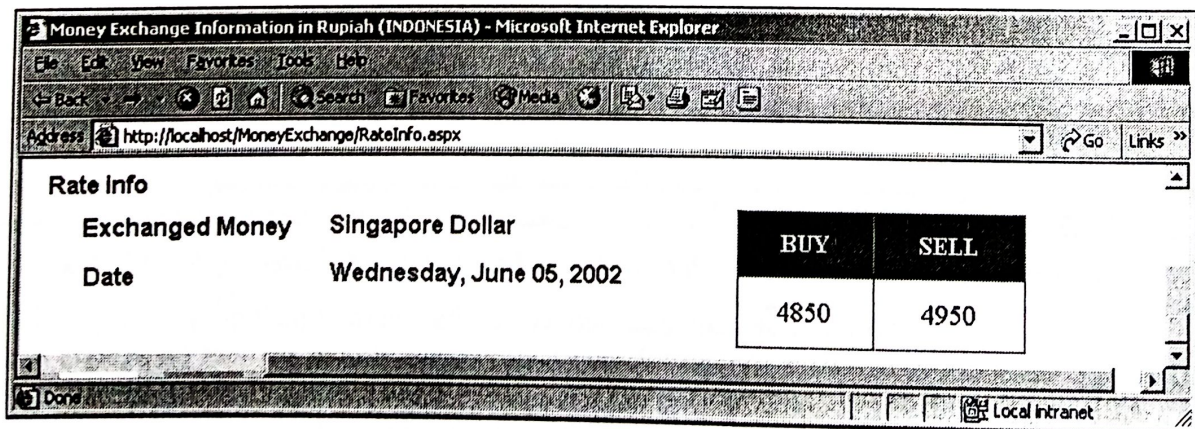 Money Exchange Information in Rupiah (INDONESIA) - Microsoft Internet Explorer
File Edit View Favorites Tools Help
Back Search Favorites Media
Address http://localhost/MoneyExchange/RateInfo.aspx Go Links »
Rate Info
Exchanged Money Singapore Dollar
Date Wednesday, June 05, 2002
BUY SELL
4850 4950
Done Local intranet